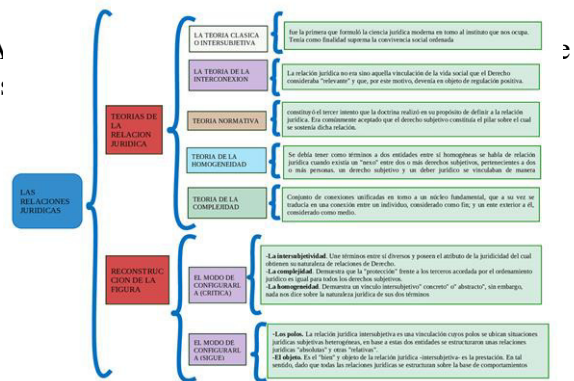 LAS
RELACIONES
JURIDICAS
TEORIAS DE
LA
RELACION
JURIDICA
LA TEORIA CLASICA
O INTERSUBJETIVA
fue la primera que formuló la ciencia jurídica moderna en torno al instituto que nos ocupa.
Tenía como finalidad suprema la convivencia social ordenada
LA TEORIA DE LA
INTERCONEXION
La relación jurídica no era sino aquella vinculación de la vida social que el Derecho
consideraba "relevante" y que, por este motivo, devenía en objeto de regulación positiva.
TEORIA NORMATIVA
constituyó el tercer intento que la doctrina realizó en su propósito de definir a la relación
jurídica. Era comúnmente aceptado que el derecho subjetivo constituía el pilar sobre el cual
se sostenía dicha relación.
TEORIA DE LA
HOMOGENEIDAD
Se debía tener como términos a dos entidades entre sí homogéneas se habla de relación
jurídica cuando existía un "nexo" entre dos o más derechos subjetivos, pertenecientes a dos
o más personas. un derecho subjetivo y un deber jurídico se vinculaban de manera
TEORIA DE LA
COMPLEJIDAD
Conjunto de conexiones unificadas en torno a un núcleo fundamental, que a su vez se
traducía en una conexión entre un individuo, considerado como fin; y un ente exterior a él,
considerado como medio.
RECONSTRUC
CION DE LA
FIGURA
EL MODO DE
CONFIGURARL
A (CRITICA)
-La intersubjetividad. Une términos entre sí diversos y poseen el atributo de la juridicidad del cual
obtienen su naturaleza de relaciones de Derecho.
-La complejidad. Demuestra que la "protección" frente a los terceros acordada por el ordenamiento
jurídico es igual para todos los derechos subjetivos.
-La homogeneidad. Demuestra un vínculo intersubjetivo" concreto" o" abstracto", sin embargo,
nada nos dice sobre la naturaleza jurídica de sus dos términos
EL MODO DE
CONFIGURARL
A (SIGUE)
-Los polos. La relación jurídica intersubjetiva es una vinculación cuyos polos se ubican situaciones
jurídicas subjetivas heterogéneas, en base a estas dos entidades se estructuraron unas relaciones
jurídicas "absolutas" y otras "relativas".
-El objeto. Es el "bien" y objeto de la relación jurídica -intersubjetiva- es la prestación. En tal
sentido, dado que todas las relaciones jurídicas se estructuran sobre la base de comportamientos